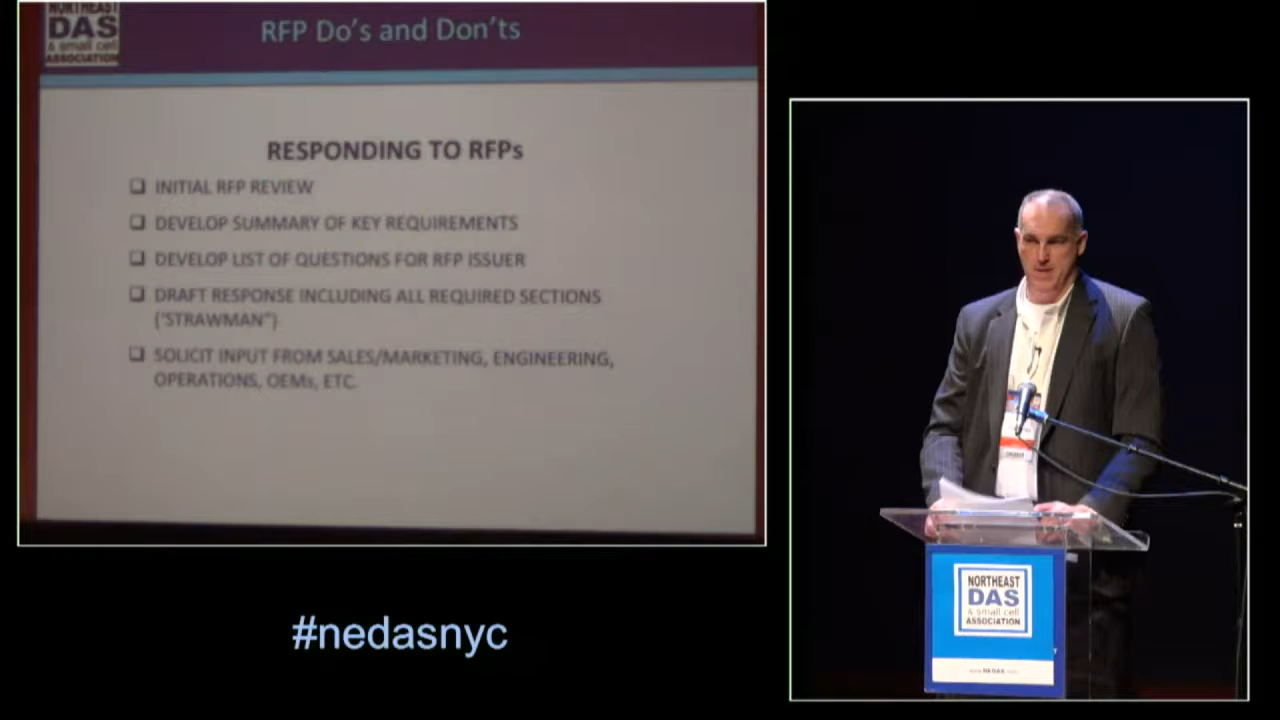 NORTHEAST
DAS
& small cell
ASSOCIATION
RFP Do's and Don'ts
RESPONDING TO RFPs
❑ INITIAL RFP REVIEW
❑ DEVELOP SUMMARY OF KEY REQUIREMENTS
❑ DEVELOP LIST OF QUESTIONS FOR RFP ISSUER
❑ DRAFT RESPONSE INCLUDING ALL REQUIRED SECTIONS
("STRAWMAN")
❑ SOLICIT INPUT FROM SALES/MARKETING, ENGINEERING,
OPERATIONS, OEMs, ETC.
#nedasnyc
NORTHEAST
DAS
& small cell
ASSOCIATION